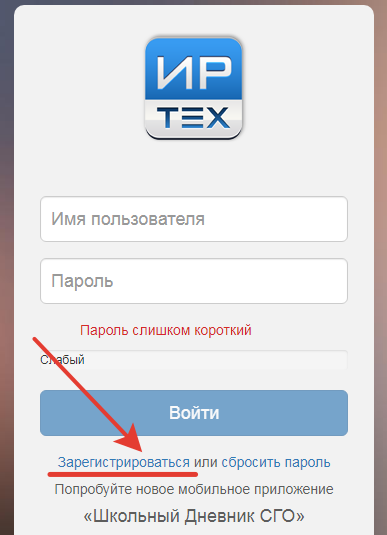 ИР
ТЕХ
Имя пользователя
Пароль
Пароль слишком короткий
Слабый
Войти
Зарегистрироваться или сбросить пароль
Попробуйте новое мобильное приложение
«Школьный Дневник СГО»